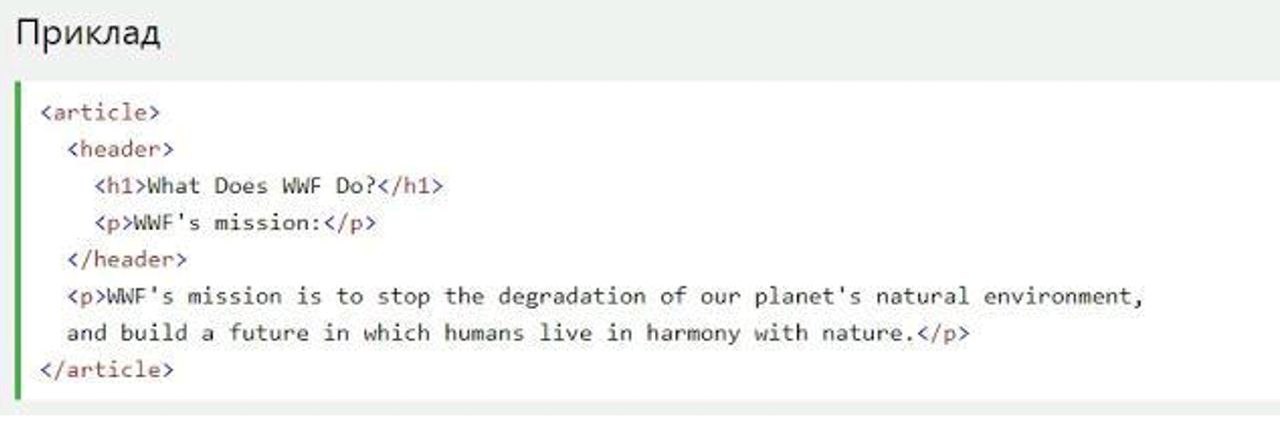 Приклад
<article>
<header>
<h1>What Does WWF Do?</h1>
<p>WWF's mission:</p>
</header>
<p>WWF's mission is to stop the degradation of our planet's natural environment,
and build a future in which humans live in harmony with nature.</p>
</article>